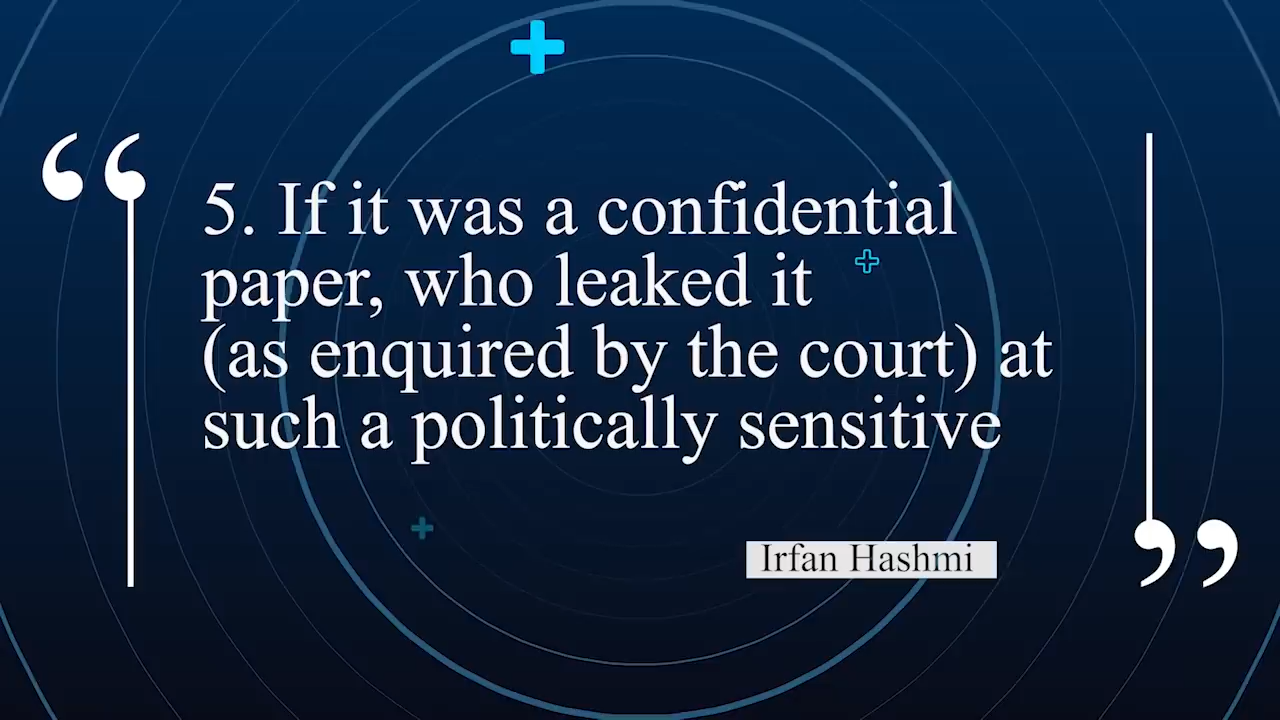 5. If it was a confidential
paper, who leaked it
(as enquired by the court) at
such a politically sensitive
Irfan Hashmi